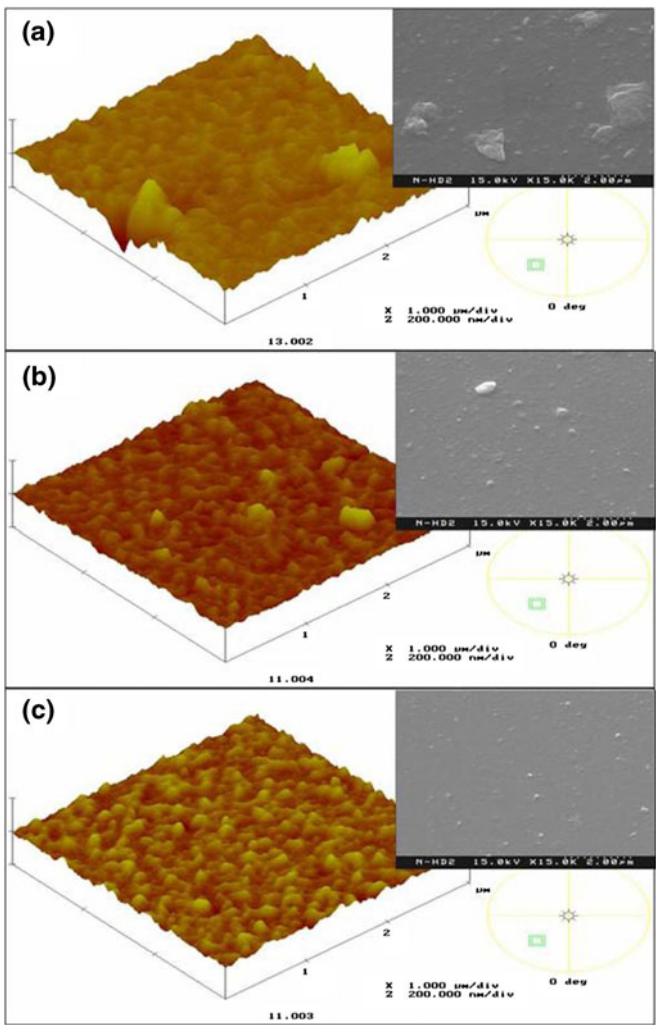 (a)
N-HD2 15.0kV X15.0K 2.00µm
µm
2
1
X 1.000 µm/div
Z 200.000 nm/div
0 deg
13.002
(b)
N-HD2 15.0kV X15.0K 2.00µm
µm
2
1
X 1.000 µm/div
Z 200.000 nm/div
0 deg
11.004
(c)
N-HD2 15.0kV X15.0K 2.00µm
µm
2
1
X 1.000 µm/div
Z 200.000 nm/div
0 deg
11.003